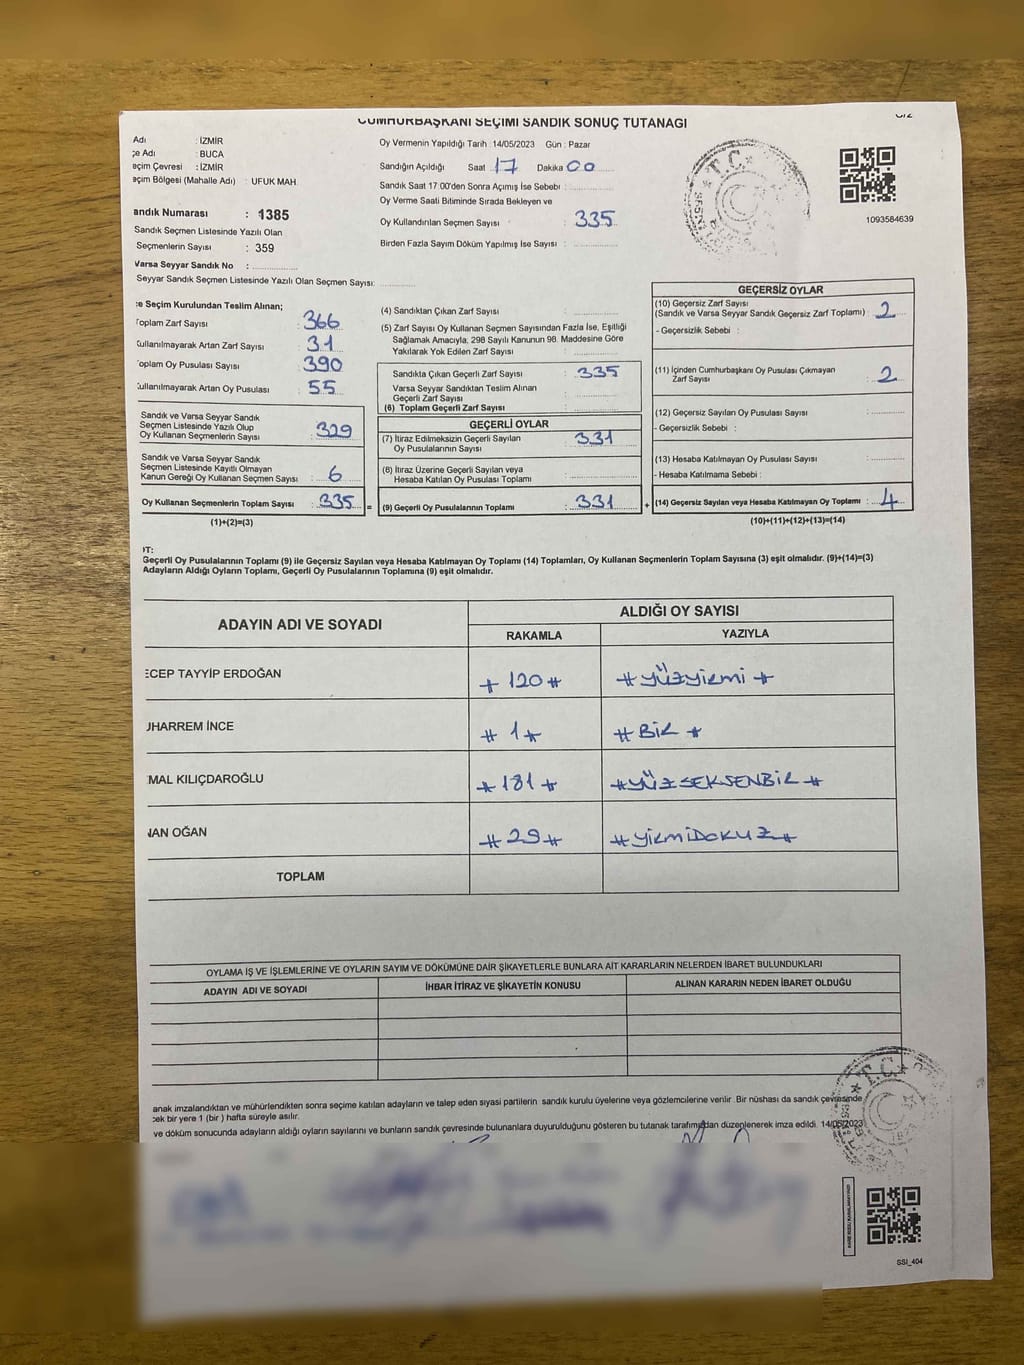 CUMHURBAŞKANI SEÇİMİ SANDIK SONUÇ TUTANAĞI
Adı : İZMİR
çe Adı : BUCA
eçim Çevresi : İZMİR
eçim Bölgesi (Mahalle Adı) : UFUK MAH.
andık Numarası : 1385
Sandık Seçmen Listesinde Yazılı Olan
Seçmenlerin Sayısı : 359
Varsa Seyyar Sandık No :
Seyyar Sandık Seçmen Listesinde Yazılı Olan Seçmen Sayısı:
Oy Vermenin Yapıldığı Tarih : 14/05/2023 Gün : Pazar
Sandığın Açıldığı Saat 17 Dakika 00
Sandık Saat 17:00'den Sonra Açımış İse Sebebi :
Oy Verme Saati Bitiminde Sırada Bekleyen ve
Oy Kullandırılan Seçmen Sayısı : 335
Birden Fazla Sayım Döküm Yapılmış İse Sayısı :
1093584639
çe Seçim Kurulundan Teslim Alınan;
Toplam Zarf Sayısı 366
Kullanılmayarak Artan Zarf Sayısı 31
Toplam Oy Pusulası Sayısı 390
Kullanılmayarak Artan Oy Pusulası 55
Sandık ve Varsa Seyyar Sandık
Seçmen Listesinde Yazılı Olup
Oy Kullanan Seçmenlerin Sayısı 329
Sandık ve Varsa Seyyar Sandık
Seçmen Listesinde Kayıtlı Olmayan
Kanun Gereği Oy Kullanan Seçmen Sayısı 6
Oy Kullanan Seçmenlerin Toplam Sayısı : 335 =
(1)+(2)=(3)
(4) Sandıktan Çıkan Zarf Sayısı :
(5) Zarf Sayısı Oy Kullanan Seçmen Sayısından Fazla İse, Eşitliği
Sağlamak Amacıyla, 298 Sayılı Kanunun 98. Maddesine Göre
Yakılarak Yok Edilen Zarf Sayısı :
Sandıkta Çıkan Geçerli Zarf Sayısı : 335
Varsa Seyyar Sandıktan Teslim Alınan
Geçerli Zarf Sayısı :
(6) Toplam Geçerli Zarf Sayısı :
GEÇERLİ OYLAR
(7) İtiraz Edilmeksizin Geçerli Sayılan
Oy Pusulalarının Sayısı : 331
(8) İtiraz Üzerine Geçerli Sayılan veya
Hesaba Katılan Oy Pusulası Toplamı :
(9) Geçerli Oy Pusulalarının Toplamı : 331 +
GEÇERSİZ OYLAR
(10) Geçersiz Zarf Sayısı
(Sandık ve Varsa Seyyar Sandık Geçersiz Zarf Toplamı) : 2
- Geçersizlik Sebebi :
(11) İçinden Cumhurbaşkanı Oy Pusulası Çıkmayan
Zarf Sayısı : 2
(12) Geçersiz Sayılan Oy Pusulası Sayısı :
- Geçersizlik Sebebi :
(13) Hesaba Katılmayan Oy Pusulası Sayısı :
- Hesaba Katılmama Sebebi :
(14) Geçersiz Sayılan veya Hesaba Katılmayan Oy Toplamı : 4
(10)+(11)+(12)+(13)=(14)
OT:
Geçerli Oy Pusulalarının Toplamı (9) ile Geçersiz Sayılan veya Hesaba Katılmayan Oy Toplamı (14) Toplamları, Oy Kullanan Seçmenlerin Toplam Sayısına (3) eşit olmalıdır. (9)+(14)=(3)
Adayların Aldığı Oyların Toplamı, Geçerli Oy Pusulalarının Toplamına (9) eşit olmalıdır.
ADAYIN ADI VE SOYADI ALDIĞI OY SAYISI
RAKAMLA YAZIYLA
ECEP TAYYİP ERDOĞAN # 120 # # YÜZYİRMİ #
UHARREM İNCE # 1 # # BİR #
MAL KILIÇDAROĞLU # 181 # # YÜZSEKSENBİR #
NAN OĞAN # 29 # # YİRMİDOKUZ #
TOPLAM
OYLAMA İŞ VE İŞLEMLERİNE VE OYLARIN SAYIM VE DÖKÜMÜNE DAİR ŞİKAYETLERLE BUNLARA AİT KARARLARIN NELERDEN İBARET BULUNDUKLARI
ADAYIN ADI VE SOYADI İHBAR İTİRAZ VE ŞİKAYETİN KONUSU ALINAN KARARIN NEDEN İBARET OLDUĞU
anak imzalandıktan ve mühürlendikten sonra seçime katılan adayların ve talep eden siyasi partilerin sandık kurulu üyelerine veya gözlemcilerine verilir. Bir nüshası da sandık çevresinde
cek bir yere 1 (bir) hafta süreyle asılır.
ve döküm sonucunda adayların aldığı oyların sayılarını ve bunların sandık çevresinde bulunanlara duyurulduğunu gösteren bu tutanak tarafımızdan düzenlenerek imza edildi. 14/05/2023
T.C.
T.C.
SSI_404